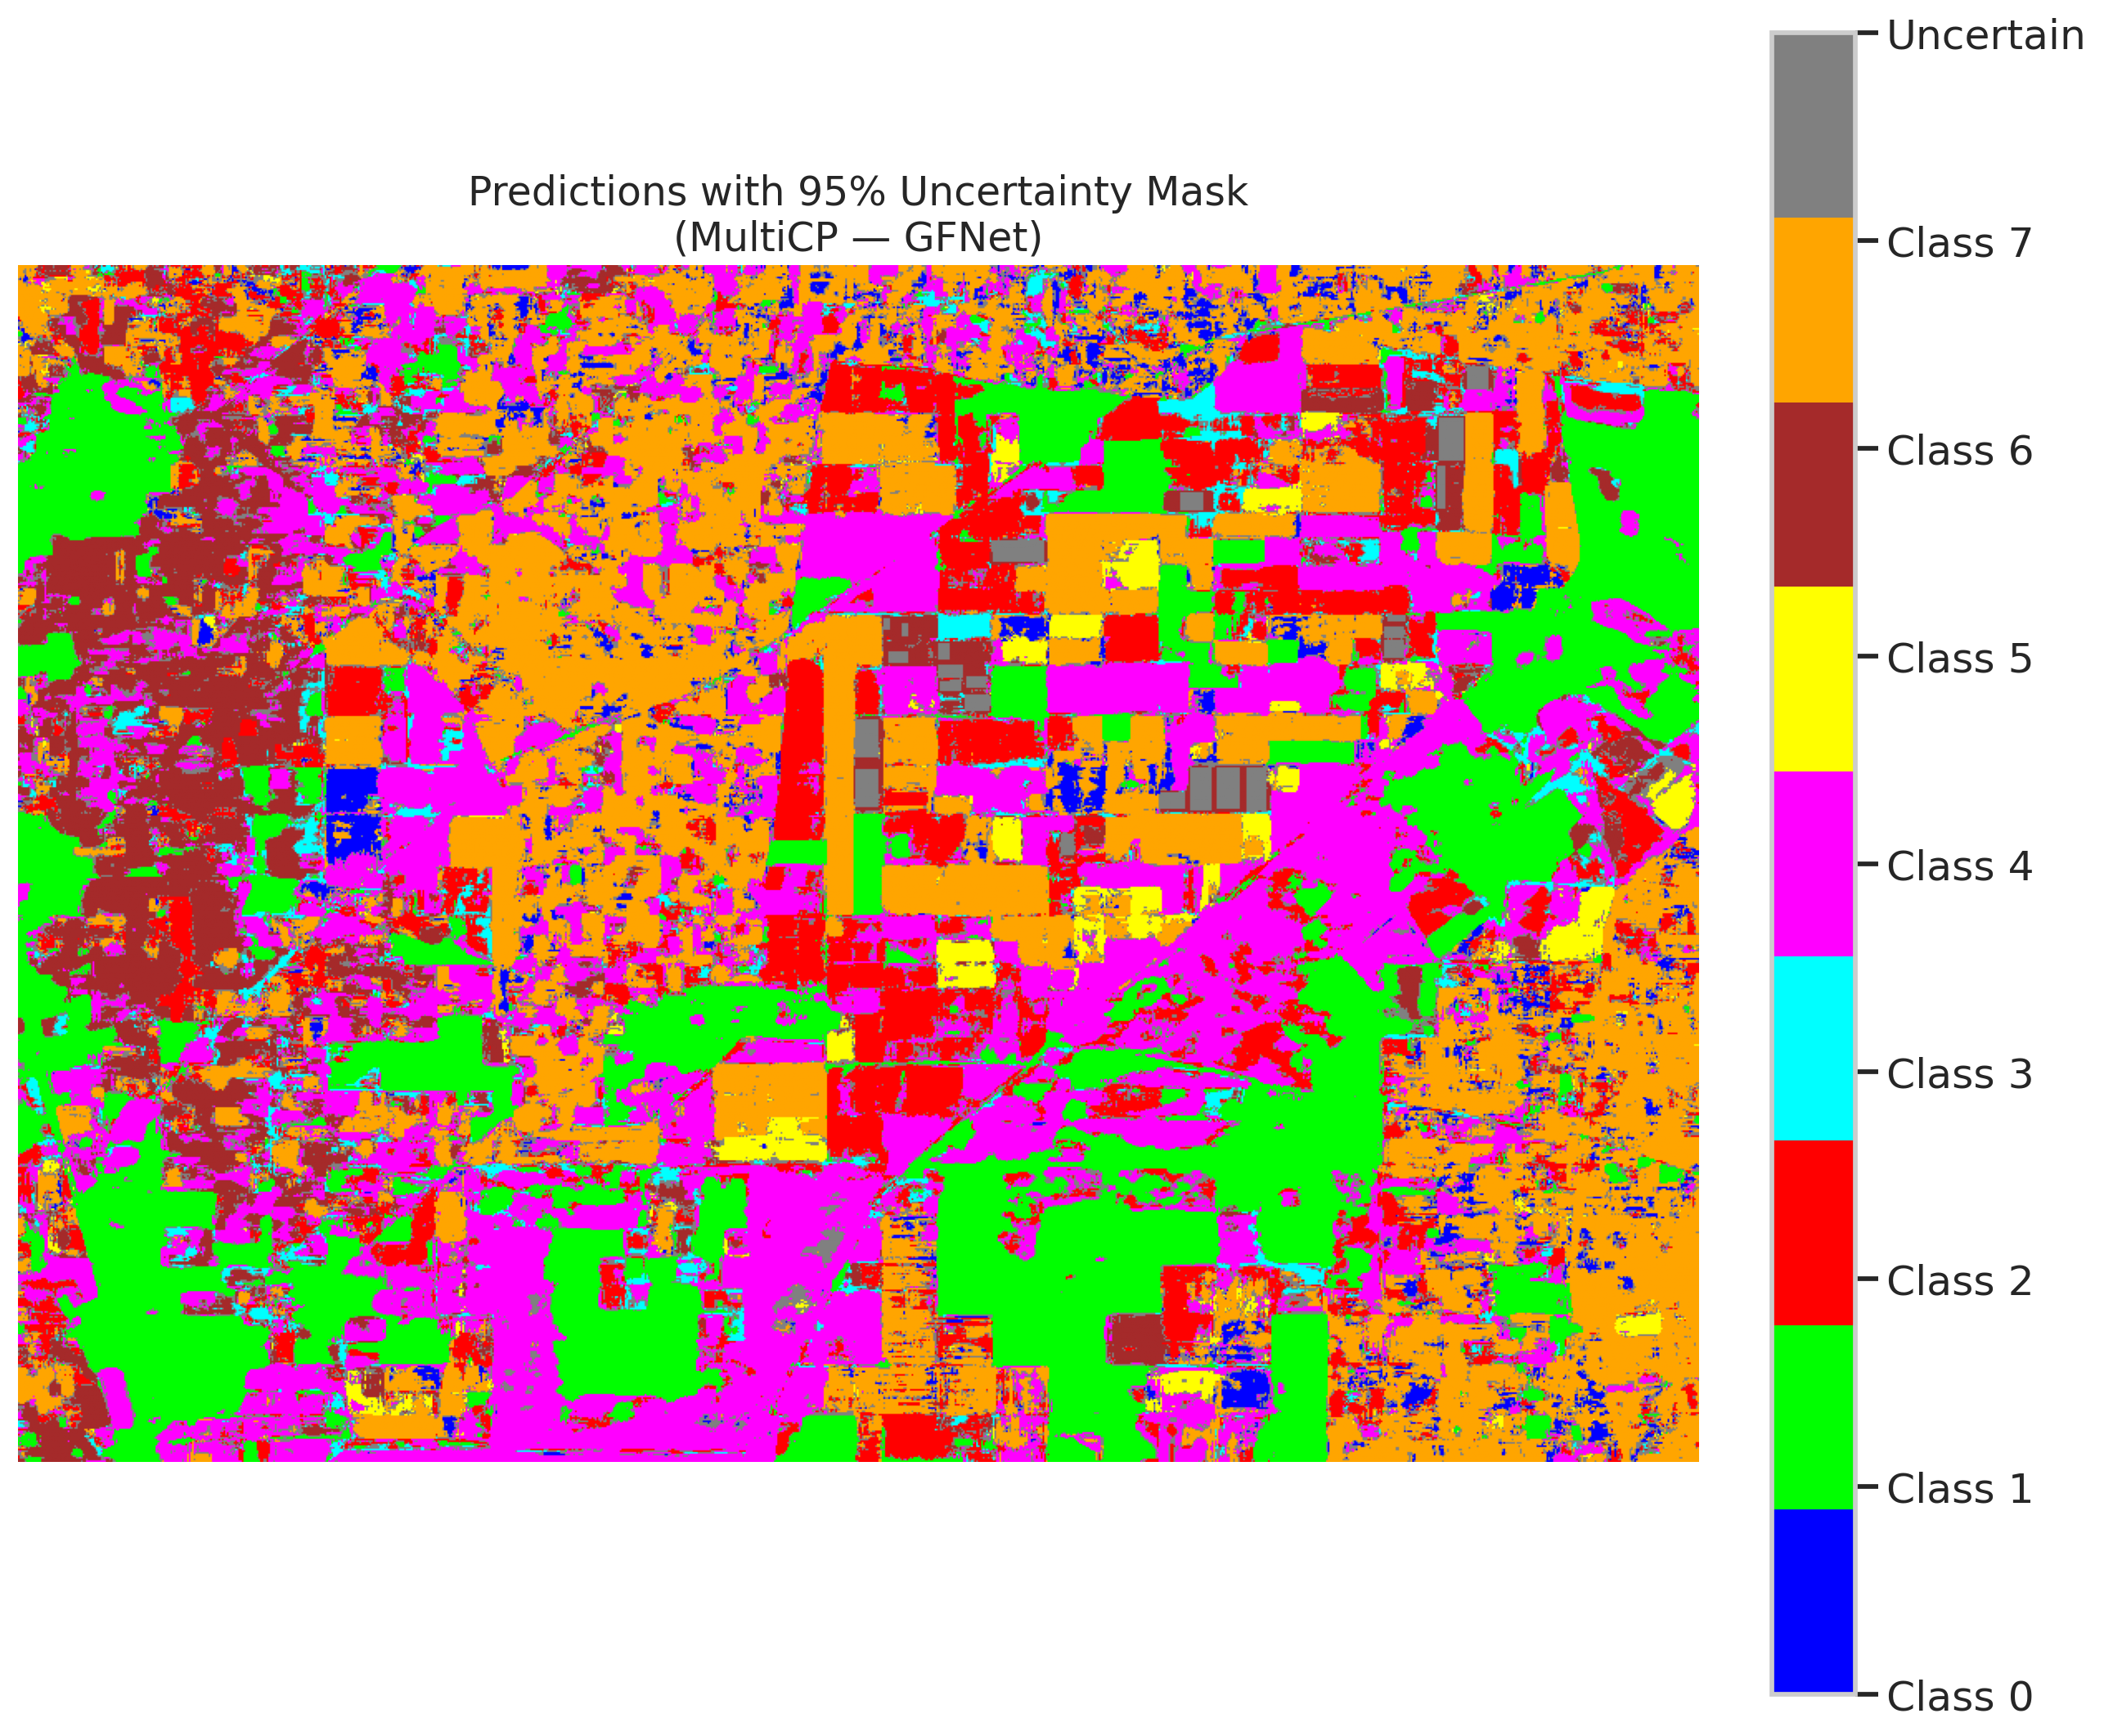 Predictions with 95% Uncertainty Mask
(MultiCP — GFNet)
Uncertain
Class 7
Class 6
Class 5
Class 4
Class 3
Class 2
Class 1
Class 0